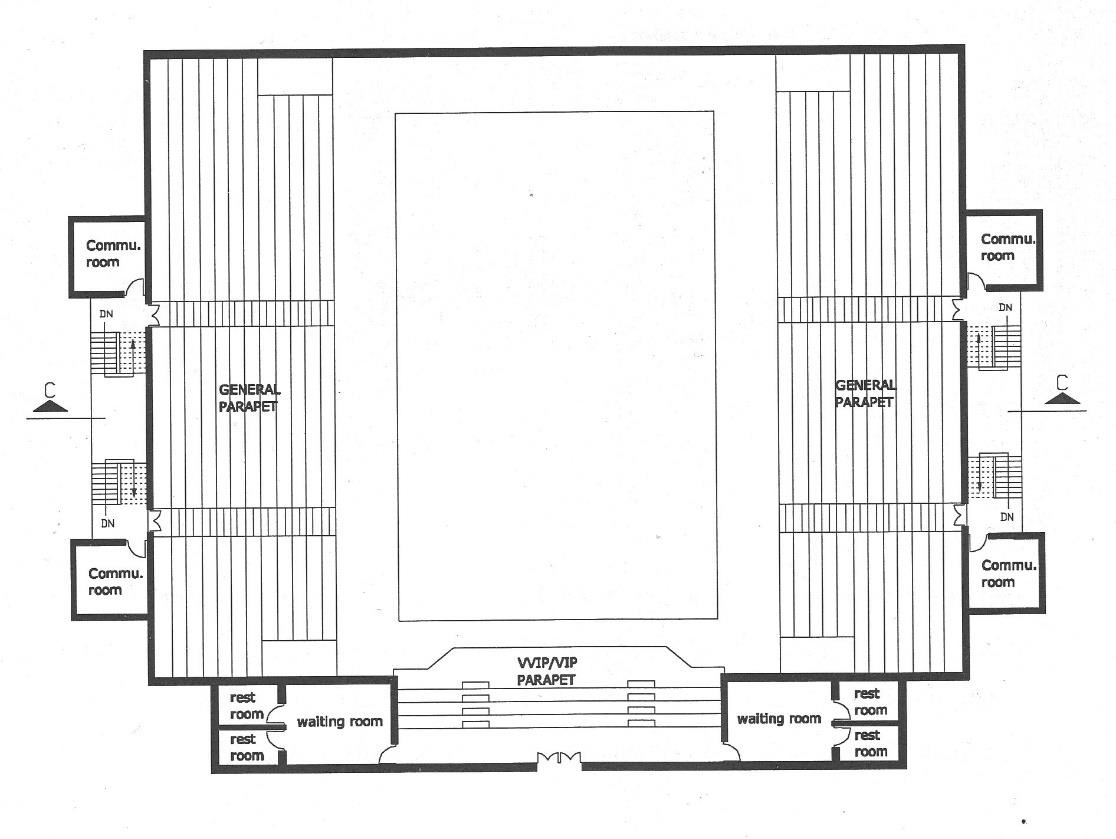 Commu.
room
Commu.
room
DN
DN
C
C
GENERAL
PARAPET
GENERAL
PARAPET
DN
DN
Commu.
room
Commu.
room
VVIP/VIP
PARAPET
rest
room
waiting room
waiting room
rest
room
rest
room
rest
room